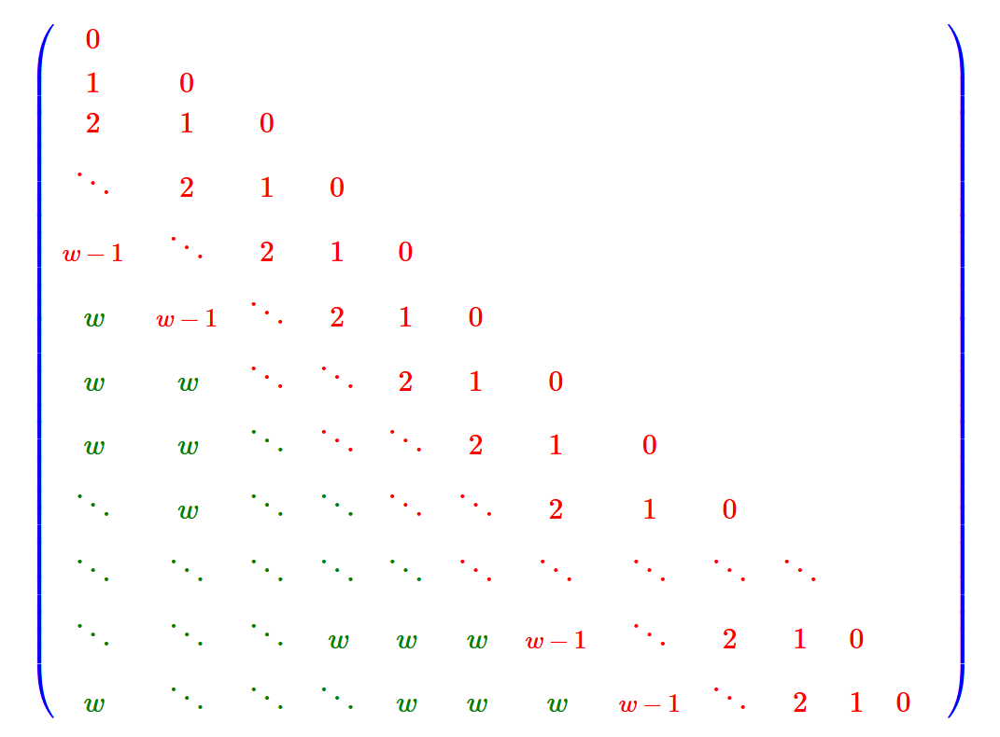 0
1 0
2 1 0
⋱ 2 1 0
w − 1 ⋱ 2 1 0
w w − 1 ⋱ 2 1 0
w w ⋱ ⋱ 2 1 0
w w ⋱ ⋱ ⋱ 2 1 0
⋱ w ⋱ ⋱ ⋱ ⋱ 2 1 0
⋱ ⋱ ⋱ ⋱ ⋱ ⋱ ⋱ ⋱ ⋱ ⋱
⋱ ⋱ ⋱ w w w w − 1 ⋱ 2 1 0
w ⋱ ⋱ ⋱ w w w w − 1 ⋱ 2 1 0